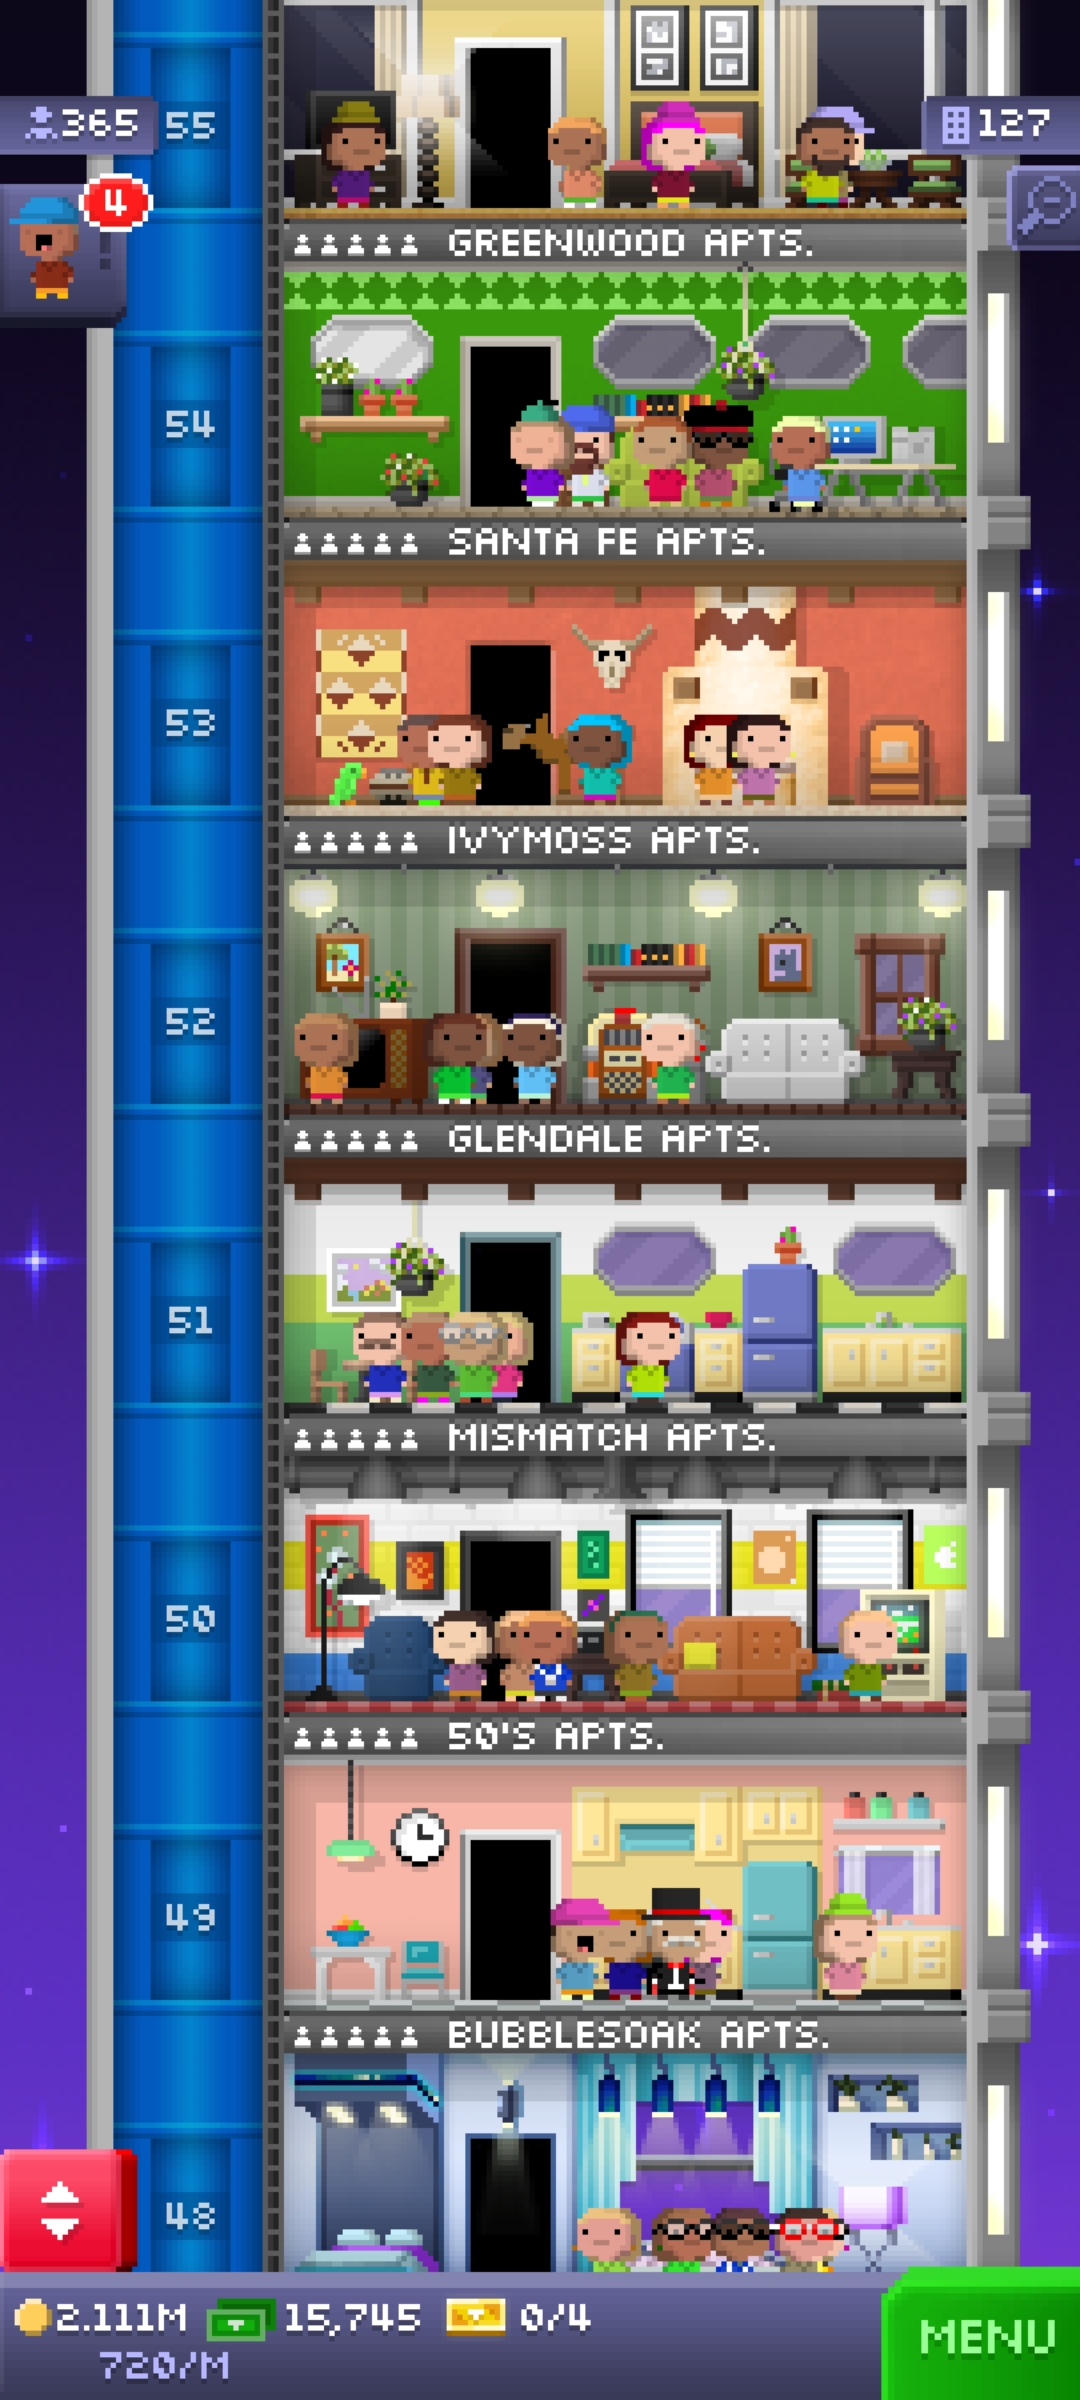 365
55
127
4
GREENWOOD APTS.
54
SANTA FE APTS.
53
IVYMOSS APTS.
52
GLENDALE APTS.
51
MISMATCH APTS.
50
50'S APTS.
49
BUBBLESOAK APTS.
48
2.111M 15,745 0/4
720/M
MENU